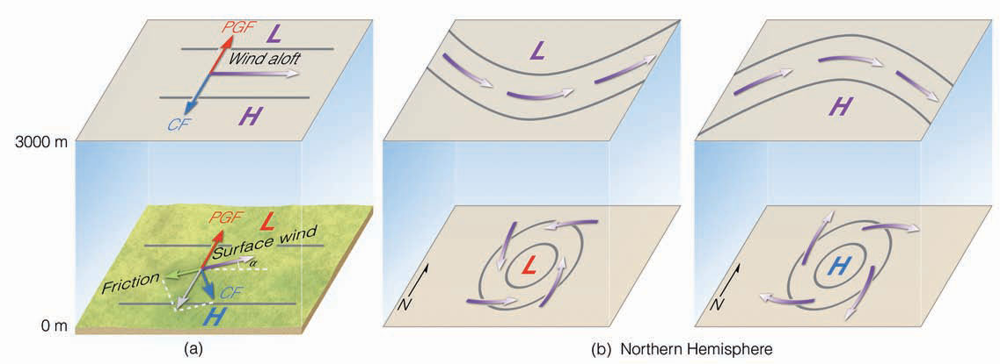 PGF
L
Wind aloft
CF
H
3000 m
PGF
L
Surface wind
α
Friction
CF
H
0 m
(a)
L
L
N
H
H
N
(b) Northern Hemisphere